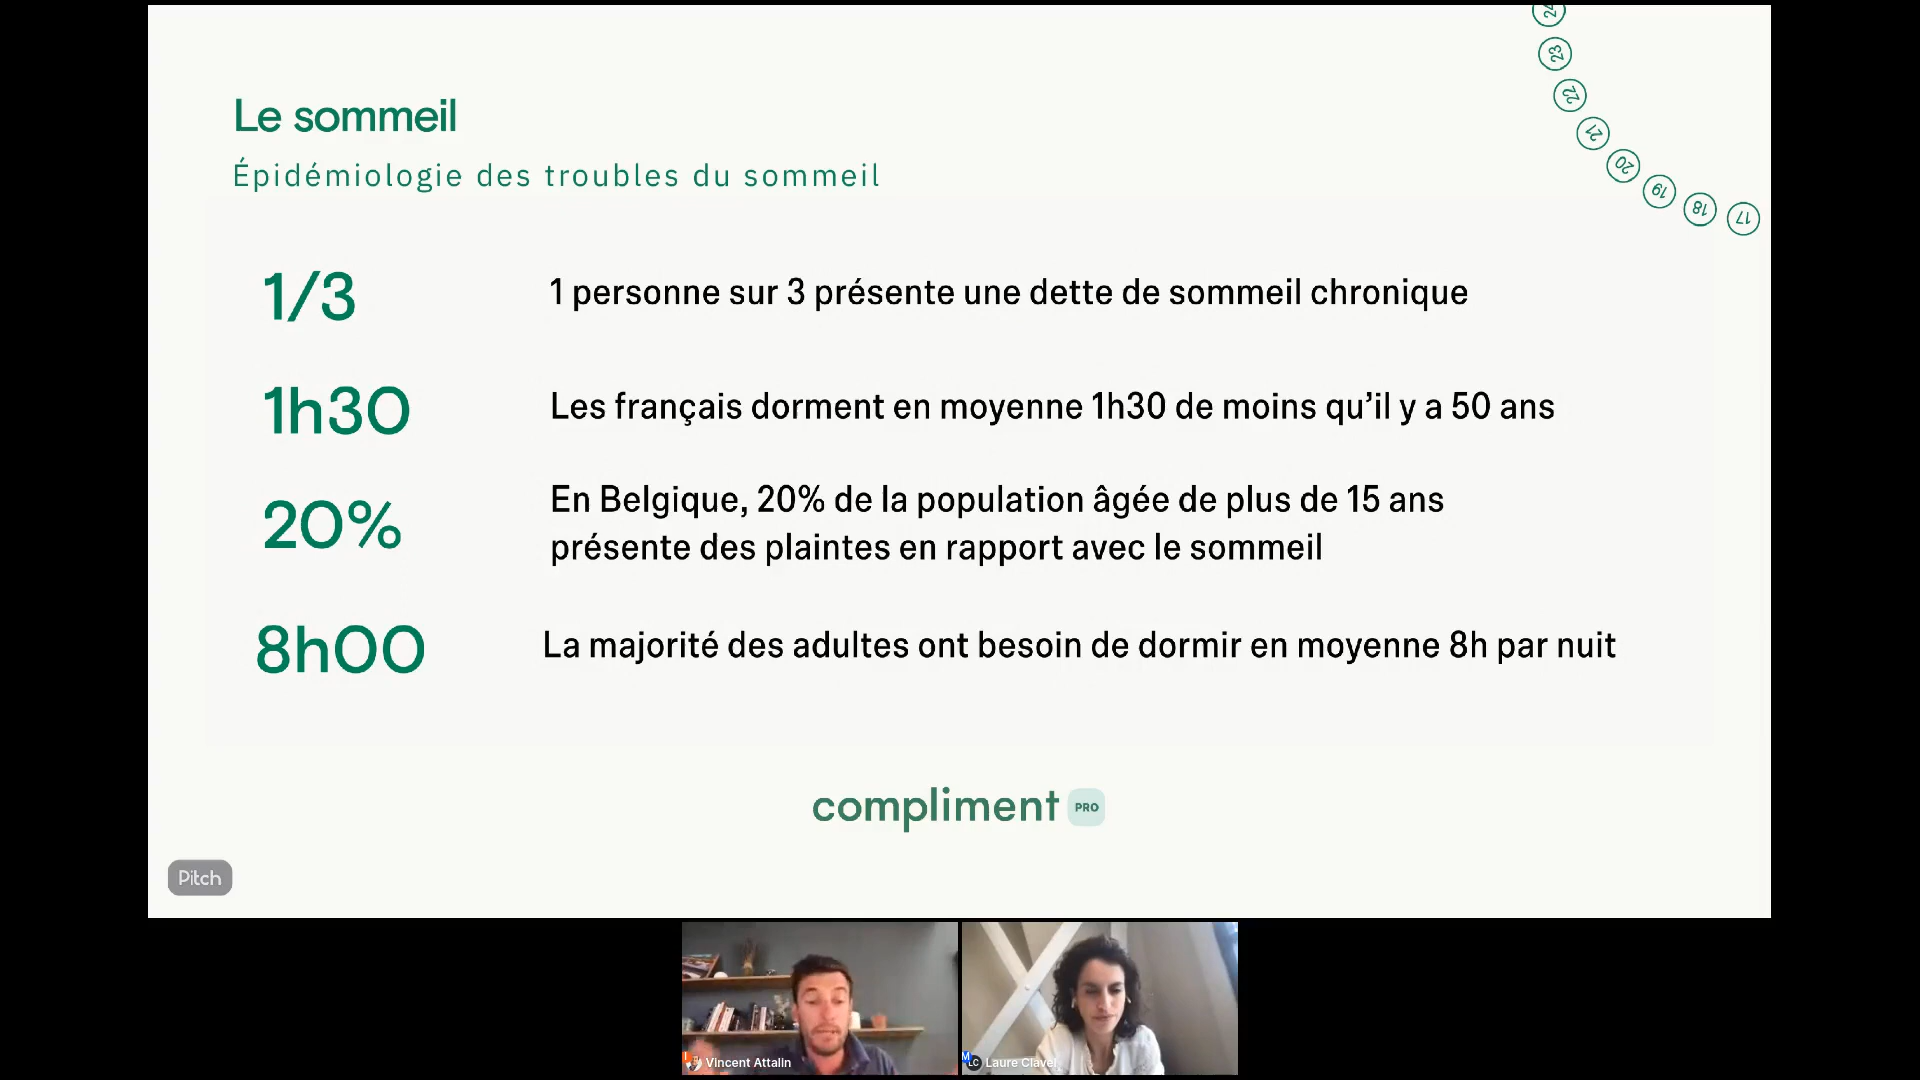 24
23
22
21
20
19
18
17
Le sommeil
Épidémiologie des troubles du sommeil
1/3
1 personne sur 3 présente une dette de sommeil chronique
1h30
Les français dorment en moyenne 1h30 de moins qu’il y a 50 ans
20%
En Belgique, 20% de la population âgée de plus de 15 ans
présente des plaintes en rapport avec le sommeil
8h00
La majorité des adultes ont besoin de dormir en moyenne 8h par nuit
compliment PRO
Pitch
Vincent Attalin
M LC Laure Clavel